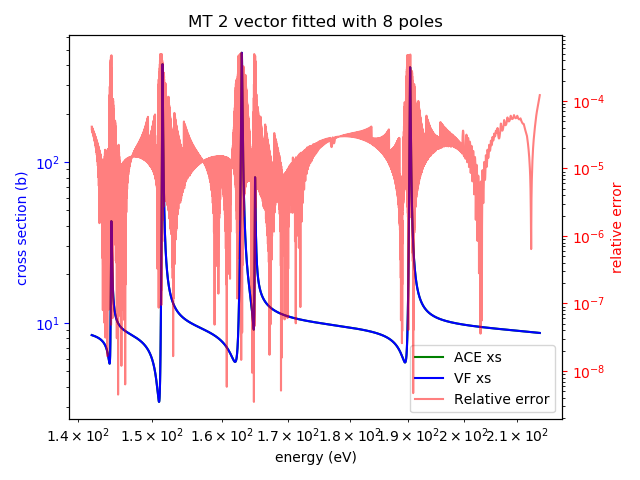 MT 2 vector fitted with 8 poles
cross section (b)
10²
10¹
relative error
10⁻⁴
10⁻⁵
10⁻⁶
10⁻⁷
10⁻⁸
ACE xs
VF xs
Relative error
1.4 × 10² 1.5 × 10² 1.6 × 10² 1.7 × 10² 1.8 × 10² 1.9 × 10² 2 × 10² 2.1 × 10²
energy (eV)